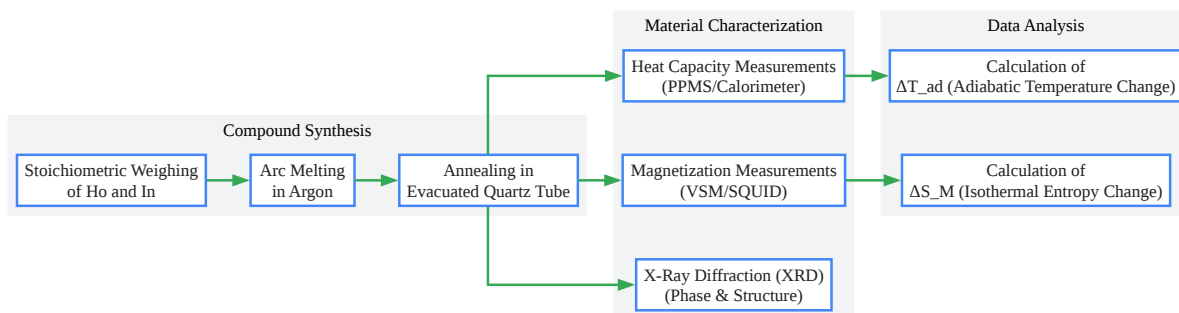 Material Characterization
Data Analysis
Heat Capacity Measurements
(PPMS/Calorimeter)
Calculation of
ΔT_ad (Adiabatic Temperature Change)
Compound Synthesis
Stoichiometric Weighing
of Ho and In
Arc Melting
in Argon
Annealing in
Evacuated Quartz Tube
Magnetization Measurements
(VSM/SQUID)
Calculation of
ΔS_M (Isothermal Entropy Change)
X-Ray Diffraction (XRD)
(Phase & Structure)